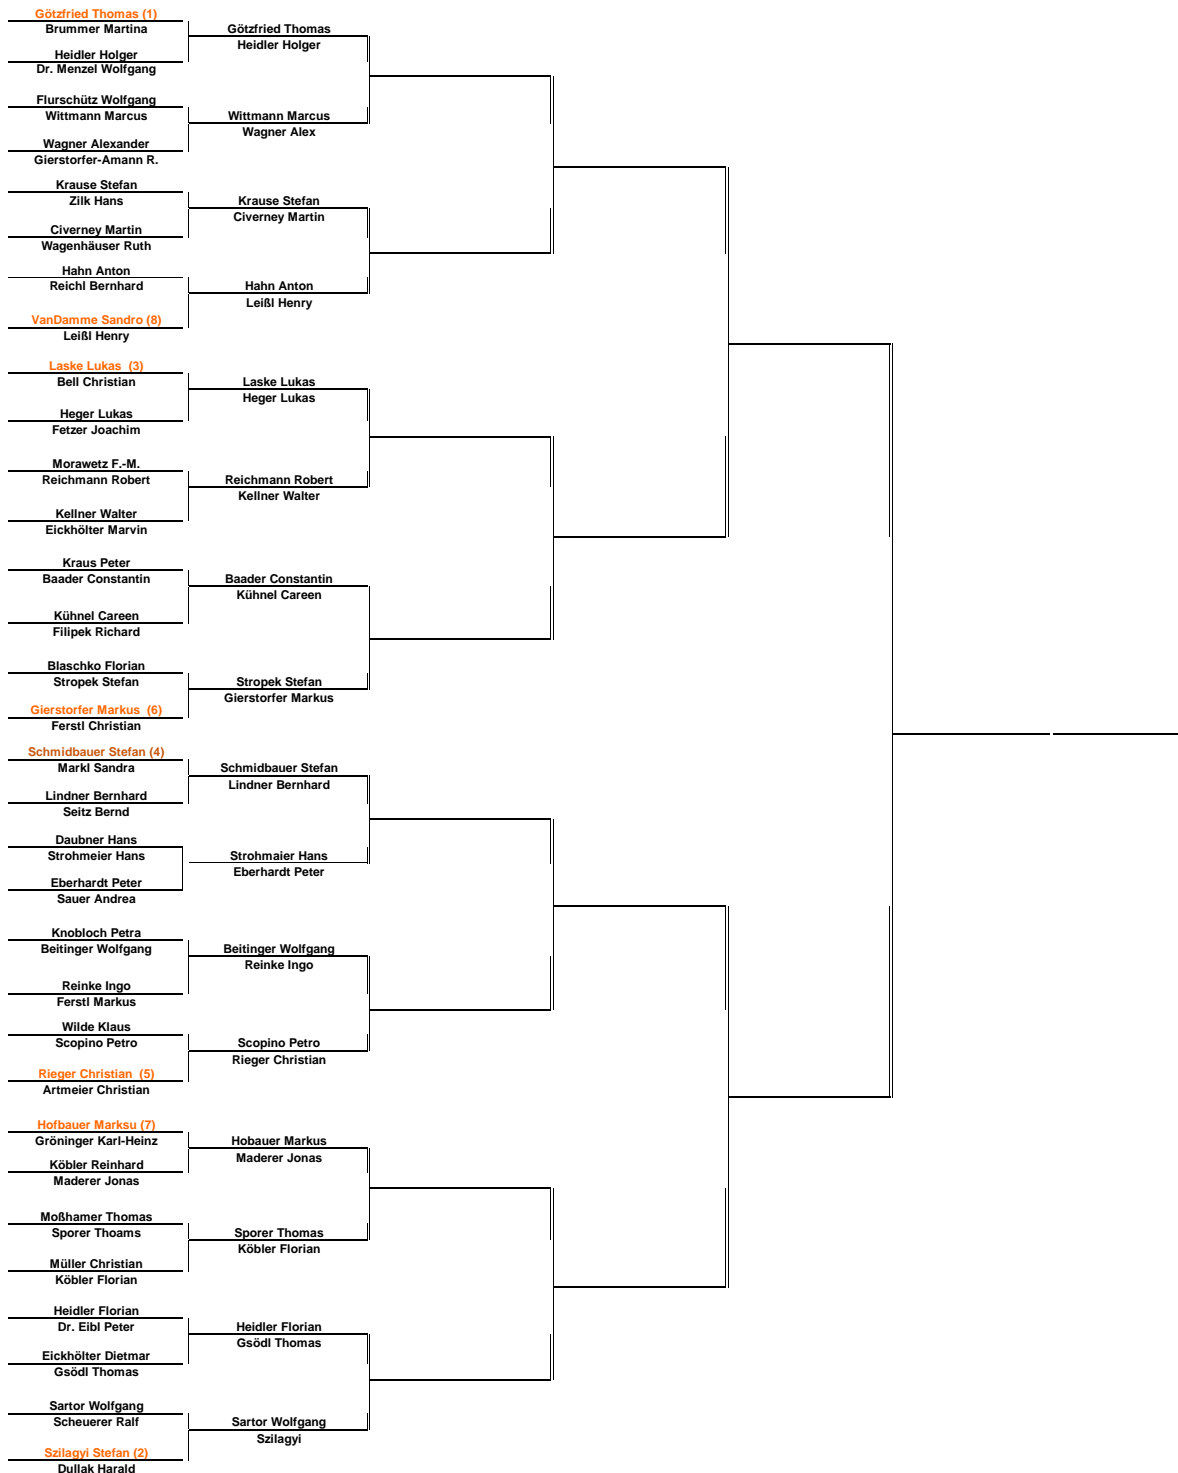 Götzfried Thomas (1)
Brummer Martina
Heidler Holger
Dr. Menzel Wolfgang
Flurschütz Wolfgang
Wittmann Marcus
Wagner Alexander
Gierstorfer-Amann R.
Krause Stefan
Zilk Hans
Civerney Martin
Wagenhäuser Ruth
Hahn Anton
Reichl Bernhard
VanDamme Sandro (8)
Leißl Henry
Laske Lukas (3)
Bell Christian
Heger Lukas
Fetzer Joachim
Morawetz F.-M.
Reichmann Robert
Kellner Walter
Eickhölter Marvin
Kraus Peter
Baader Constantin
Kühnel Careen
Filipek Richard
Blaschko Florian
Stropek Stefan
Gierstorfer Markus (6)
Ferstl Christian
Schmidbauer Stefan (4)
Markl Sandra
Lindner Bernhard
Seitz Bernd
Daubner Hans
Strohmeier Hans
Eberhardt Peter
Sauer Andrea
Knobloch Petra
Beitinger Wolfgang
Reinke Ingo
Ferstl Markus
Wilde Klaus
Scopino Petro
Rieger Christian (5)
Artmeier Christian
Hofbauer Marksu (7)
Gröninger Karl-Heinz
Köbler Reinhard
Maderer Jonas
Moßhamer Thomas
Sporer Thoams
Müller Christian
Köbler Florian
Heidler Florian
Dr. Eibl Peter
Eickhölter Dietmar
Gsödl Thomas
Sartor Wolfgang
Scheuerer Ralf
Szilagyi Stefan (2)
Dullak Harald
Götzfried Thomas
Heidler Holger
Wittmann Marcus
Wagner Alex
Krause Stefan
Civerney Martin
Hahn Anton
Leißl Henry
Laske Lukas
Heger Lukas
Reichmann Robert
Kellner Walter
Baader Constantin
Kühnel Careen
Stropek Stefan
Gierstorfer Markus
Schmidbauer Stefan
Lindner Bernhard
Strohmaier Hans
Eberhardt Peter
Beitinger Wolfgang
Reinke Ingo
Scopino Petro
Rieger Christian
Hobauer Markus
Maderer Jonas
Sporer Thomas
Köbler Florian
Heidler Florian
Gsödl Thomas
Sartor Wolfgang
Szilagyi